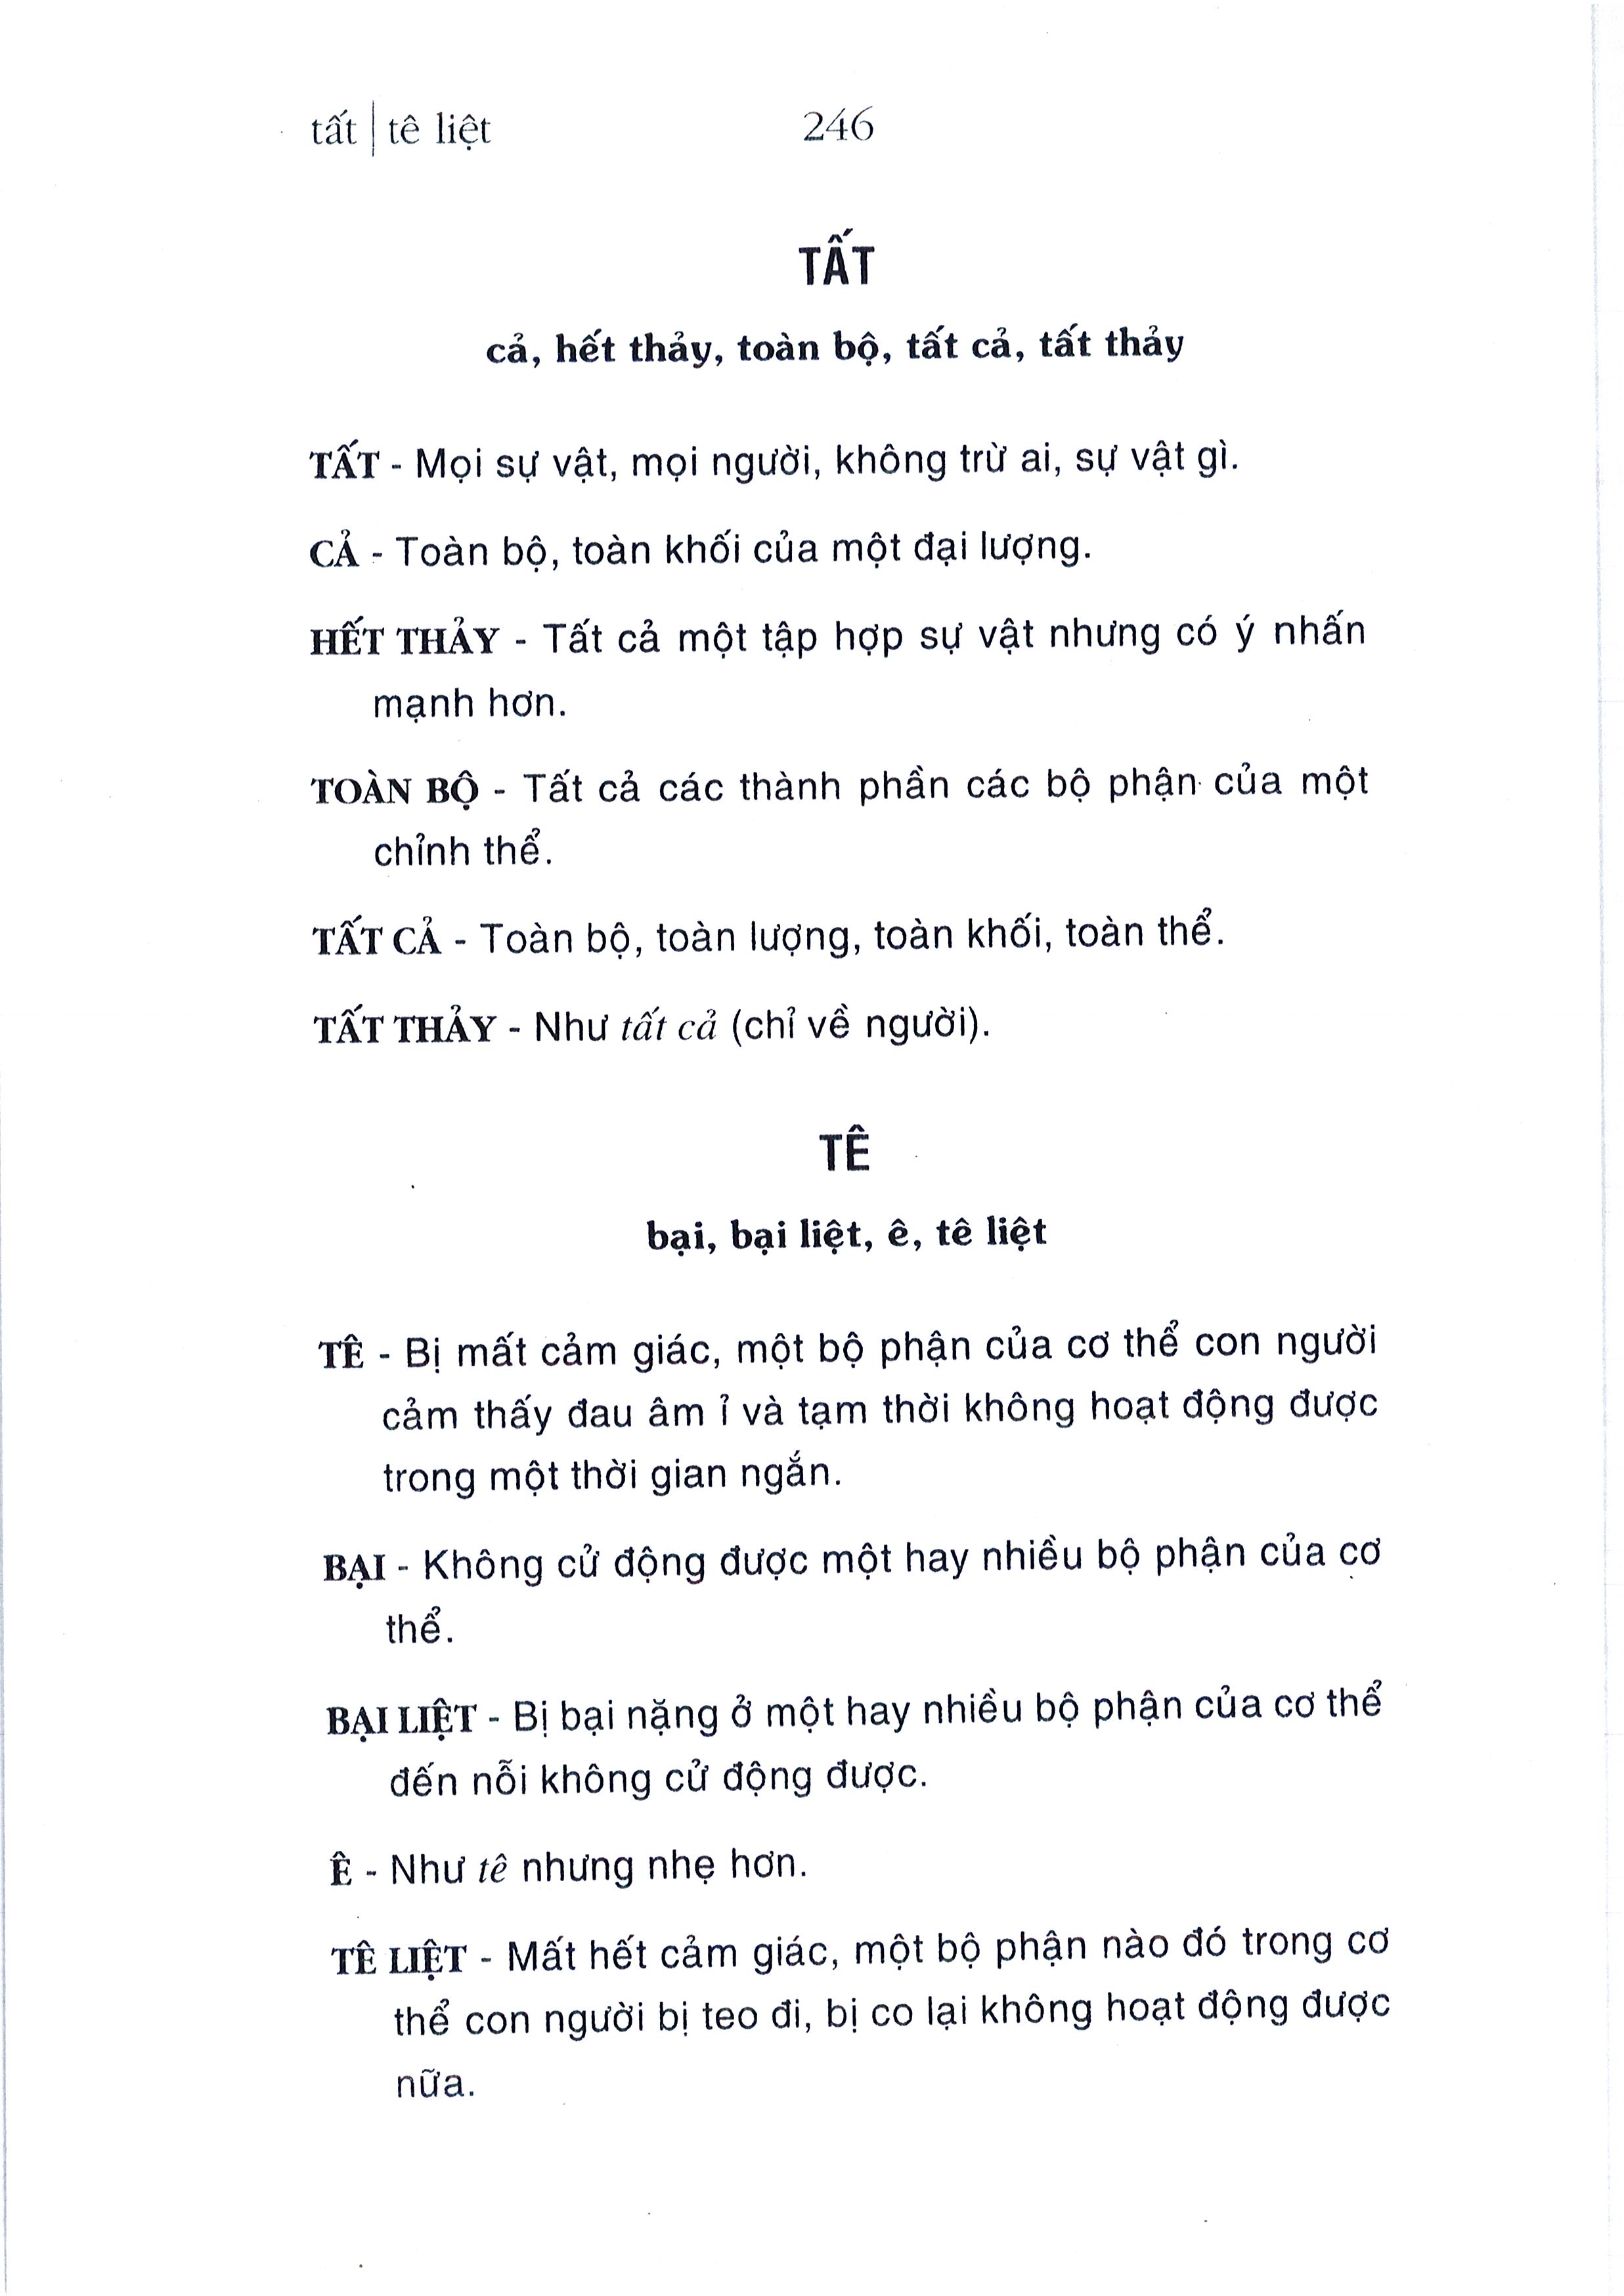 tất | tê liệt 246
TẤT
cả, hết thảy, toàn bộ, tất cả, tất thảy
TẤT - Mọi sự vật, mọi người, không trừ ai, sự vật gì.
CẢ - Toàn bộ, toàn khối của một đại lượng.
HẾT THẢY - Tất cả một tập hợp sự vật nhưng có ý nhấn
mạnh hơn.
TOÀN BỘ - Tất cả các thành phần các bộ phận của một
chỉnh thể.
TẤT CẢ - Toàn bộ, toàn lượng, toàn khối, toàn thể.
TẤT THẢY - Như tất cả (chỉ về người).
TÊ
bại, bại liệt, ê, tê liệt
TÊ - Bị mất cảm giác, một bộ phận của cơ thể con người
cảm thấy đau âm ỉ và tạm thời không hoạt động được
trong một thời gian ngắn.
BẠI - Không cử động được một hay nhiều bộ phận của cơ
thể.
BẠI LIỆT - Bị bại nặng ở một hay nhiều bộ phận của cơ thể
đến nỗi không cử động được.
Ê - Như tê nhưng nhẹ hơn.
TÊ LIỆT - Mất hết cảm giác, một bộ phận nào đó trong cơ
thể con người bị teo đi, bị co lại không hoạt động được
nữa.